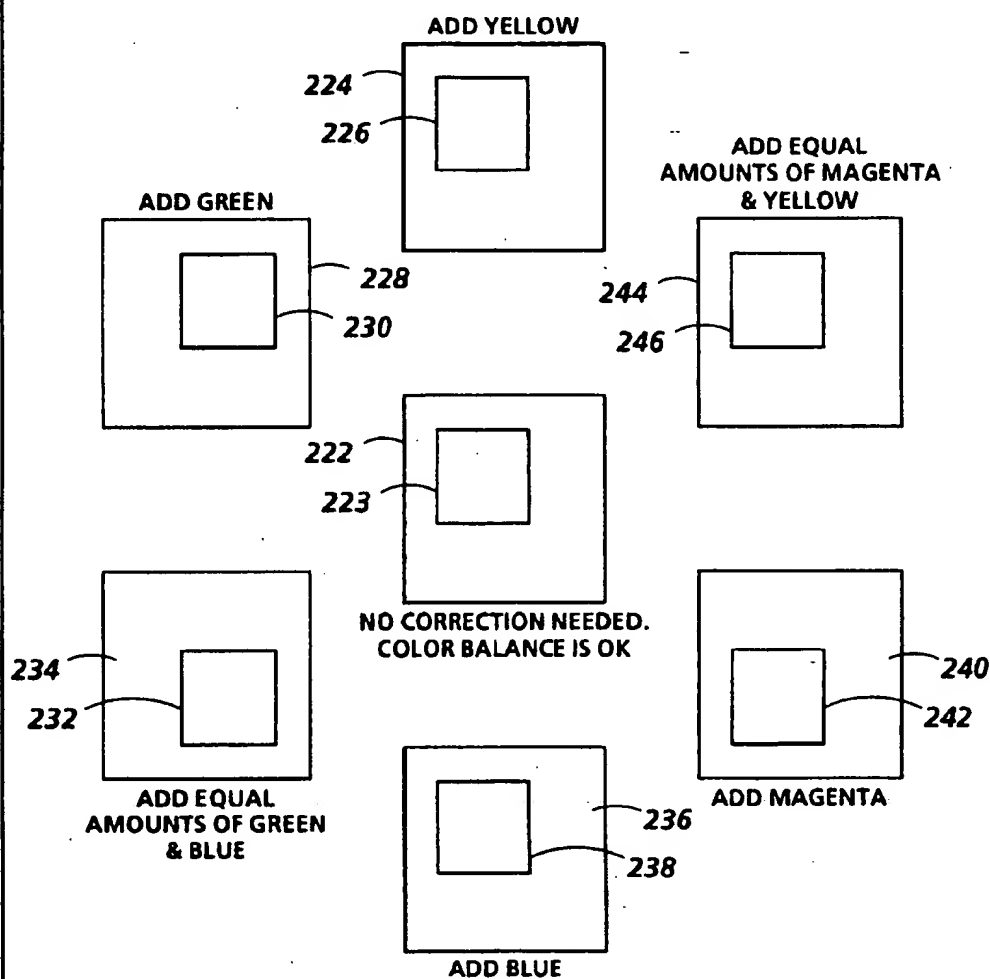 ADD YELLOW
224
226
ADD EQUAL
AMOUNTS OF MAGENTA
& YELLOW
ADD GREEN
228
230
244
246
222
223
NO CORRECTION NEEDED.
COLOR BALANCE IS OK
234
232
240
242
ADD EQUAL
AMOUNTS OF GREEN
& BLUE
ADD MAGENTA
236
238
ADD BLUE